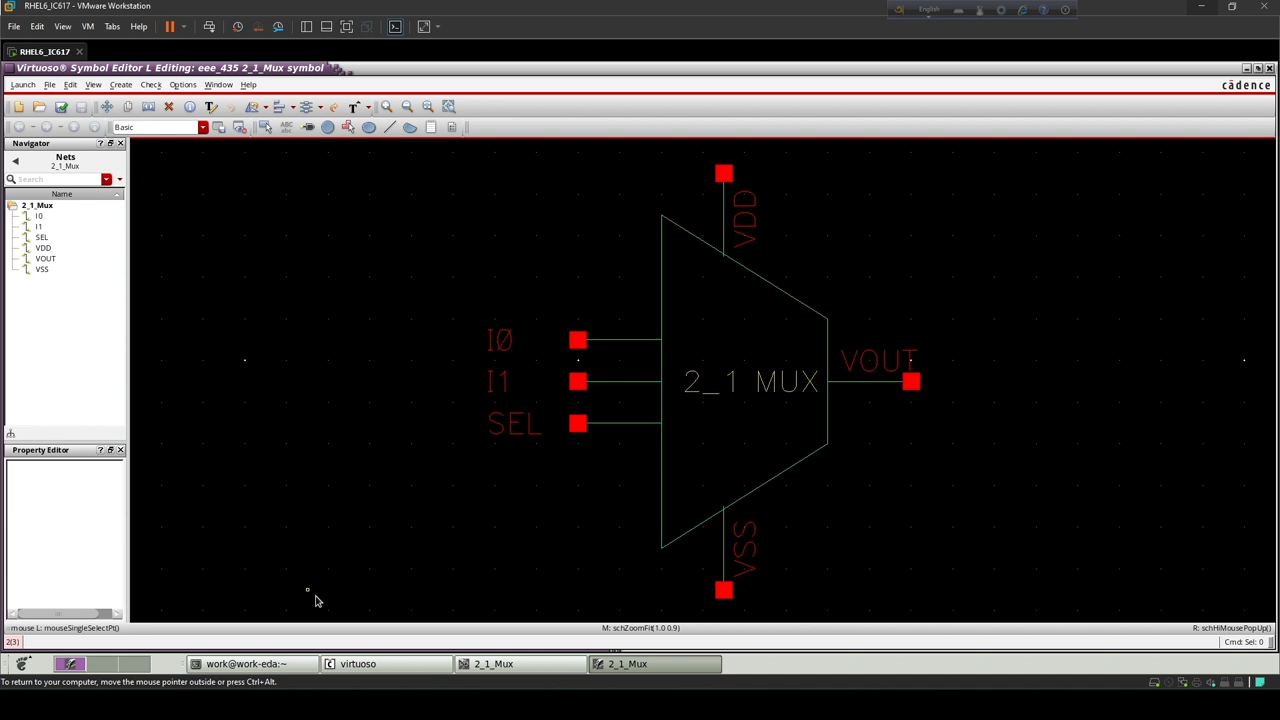 RHEL6_IC617 - VMware Workstation
File Edit View VM Tabs Help
English
RHEL6_IC617
Virtuoso® Symbol Editor L Editing: eee_435 2_1_Mux symbol
Launch File Edit View Create Check Options Window Help
cādence
Basic
Navigator
Nets
2_1_Mux
Search
Name
2_1_Mux
I0
I1
SEL
VDD
VOUT
VSS
Property Editor
VDD
I0
I1
SEL
2_1 MUX
VOUT
VSS
mouse L: mouseSingleSelectPt() M: schZoomFit(1.0 0.9) R: schHiMousePopUp()
2(3) Cmd: Sel: 0
work@work-eda:~ virtuoso 2_1_Mux 2_1_Mux
To return to your computer, move the mouse pointer outside or press Ctrl+Alt.